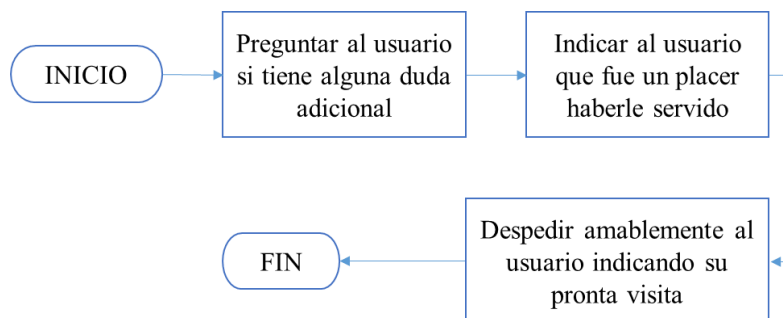 INICIO
Preguntar al usuario
si tiene alguna duda
adicional
Indicar al usuario
que fue un placer
haberle servido
Despedir amablemente al
usuario indicando su
pronta visita
FIN